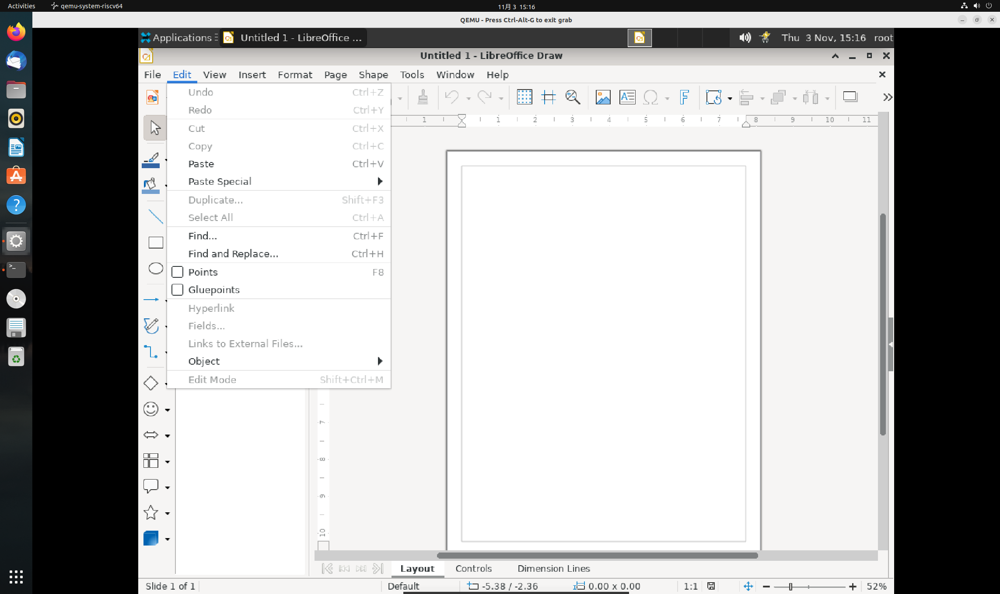 Activities
qemu-system-riscv64
11月 3 15:16
QEMU - Press Ctrl-Alt-G to exit grab
Applications
Untitled 1 - LibreOffice ...
Thu 3 Nov, 15:16
root
Untitled 1 - LibreOffice Draw
File Edit View Insert Format Page Shape Tools Window Help
Undo Ctrl+Z
Redo Ctrl+Y
Cut Ctrl+X
Copy Ctrl+C
Paste Ctrl+V
Paste Special
Duplicate... Shift+F3
Select All Ctrl+A
Find... Ctrl+F
Find and Replace... Ctrl+H
Points F8
Gluepoints
Hyperlink
Fields...
Links to External Files...
Object
Edit Mode Shift+Ctrl+M
1 1 2 3 4 5 6 7 8 9 10 11
7
8
9
10
Layout Controls Dimension Lines
Slide 1 of 1
Default
-5.38 / -2.36
0.00 x 0.00
1:1
52%